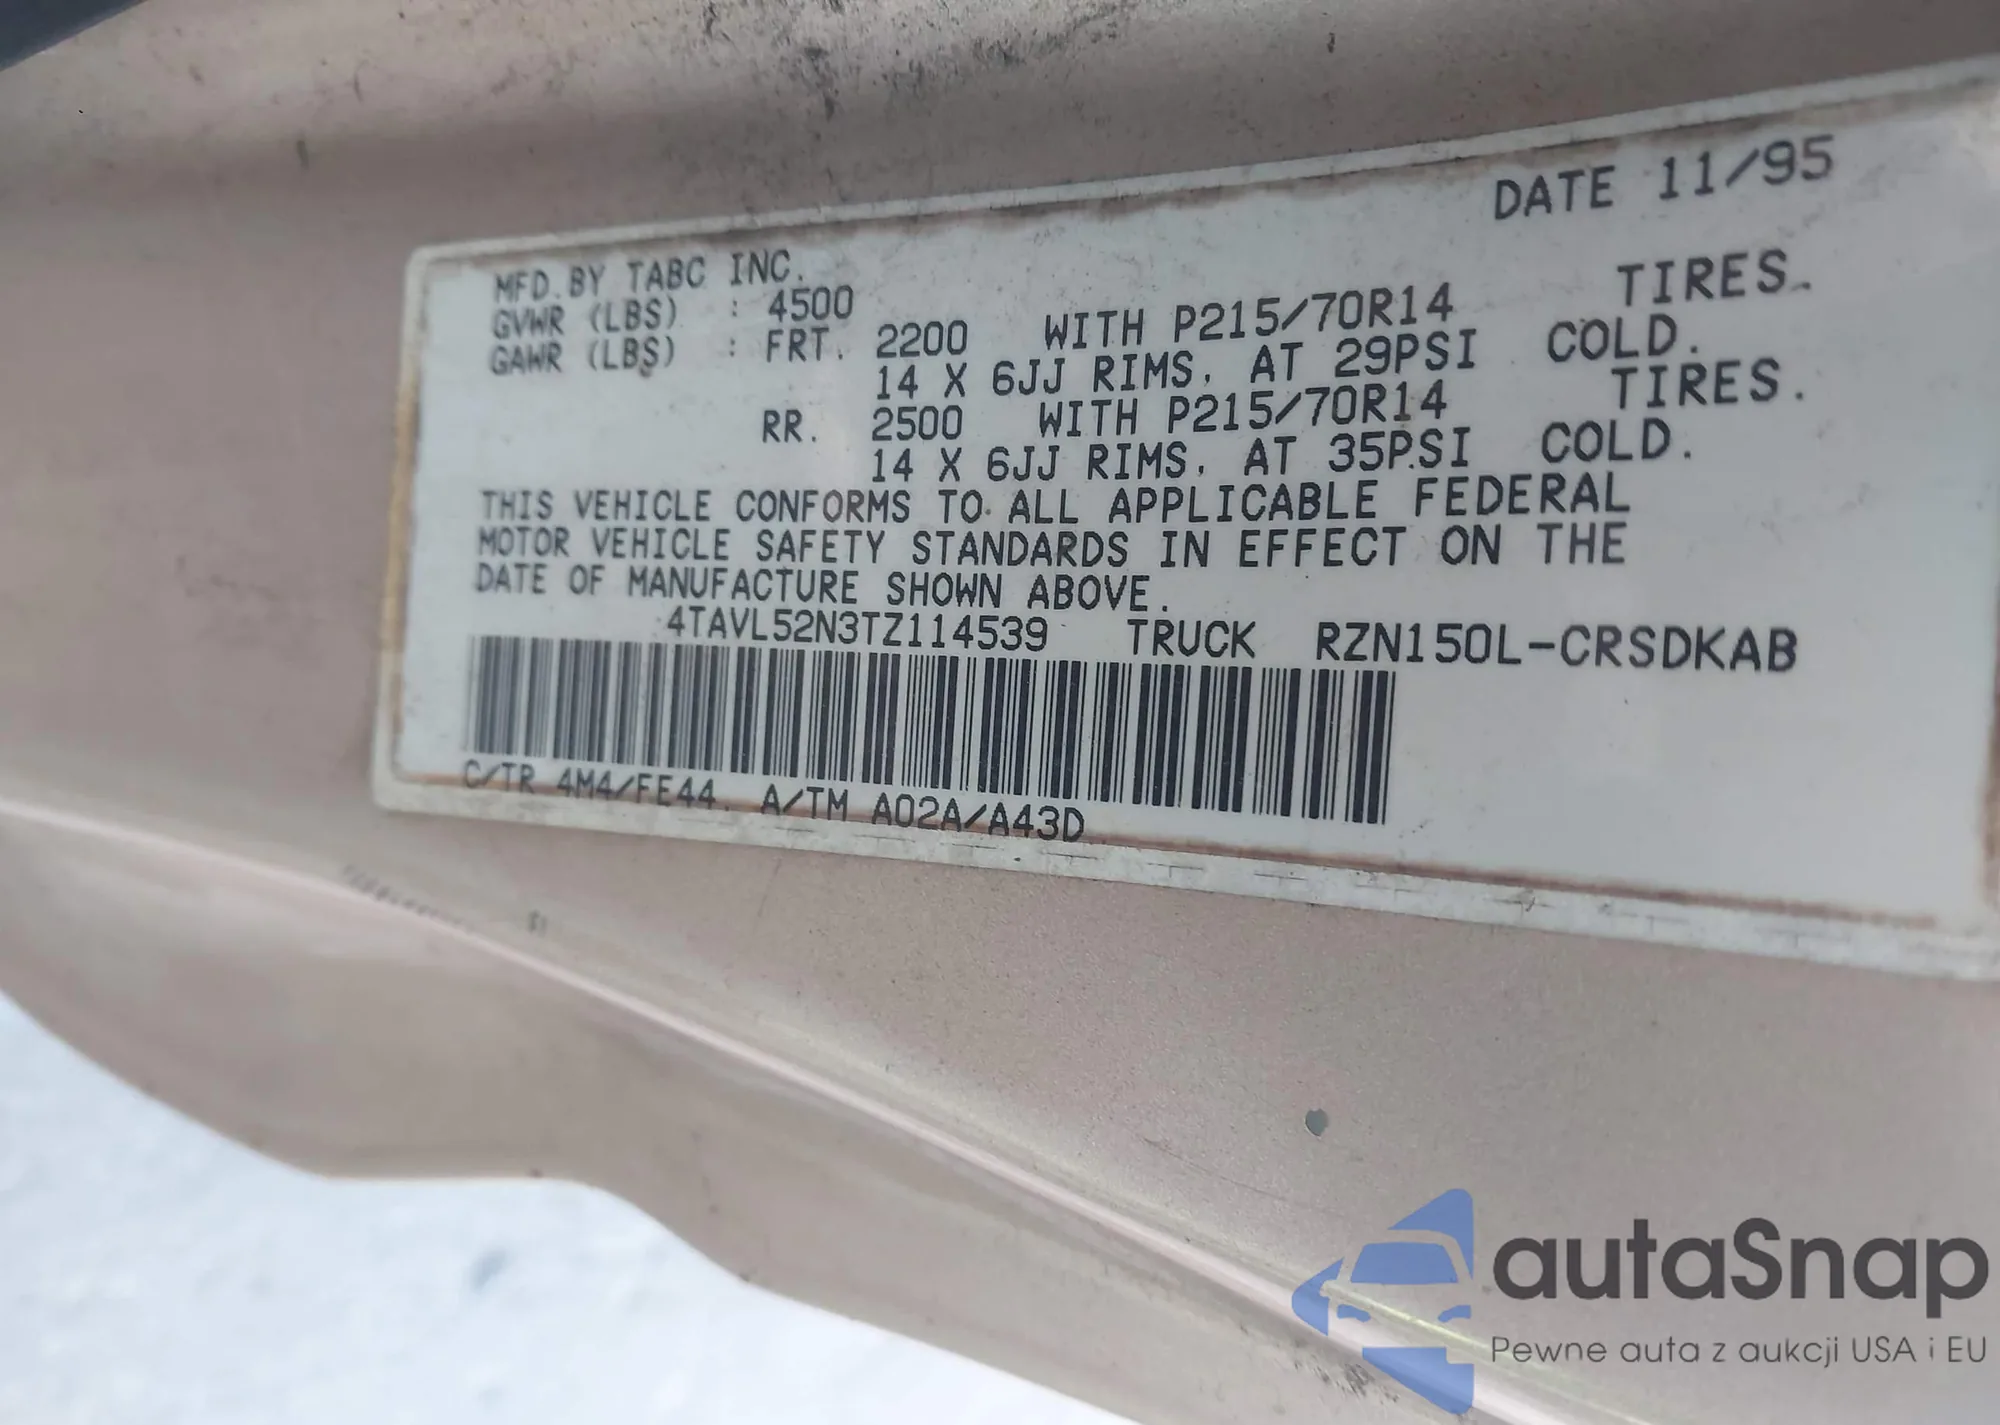 DATE 11/95
MFD.BY TABC INC.
GVWR (LBS) : 4500
GAWR (LBS) : FRT. 2200 WITH P215/70R14 TIRES.
14 X 6JJ RIMS, AT 29PSI COLD.
RR. 2500 WITH P215/70R14 TIRES.
14 X 6JJ RIMS, AT 35PSI COLD.
THIS VEHICLE CONFORMS TO ALL APPLICABLE FEDERAL
MOTOR VEHICLE SAFETY STANDARDS IN EFFECT ON THE
DATE OF MANUFACTURE SHOWN ABOVE.
4TAVL52N3TZ114539 TRUCK RZN150L-CRSDKAB
C/TR 4M4/FE44, A/TM A02A/A43D
autaSnap
Pewne auta z aukcji USA i EU